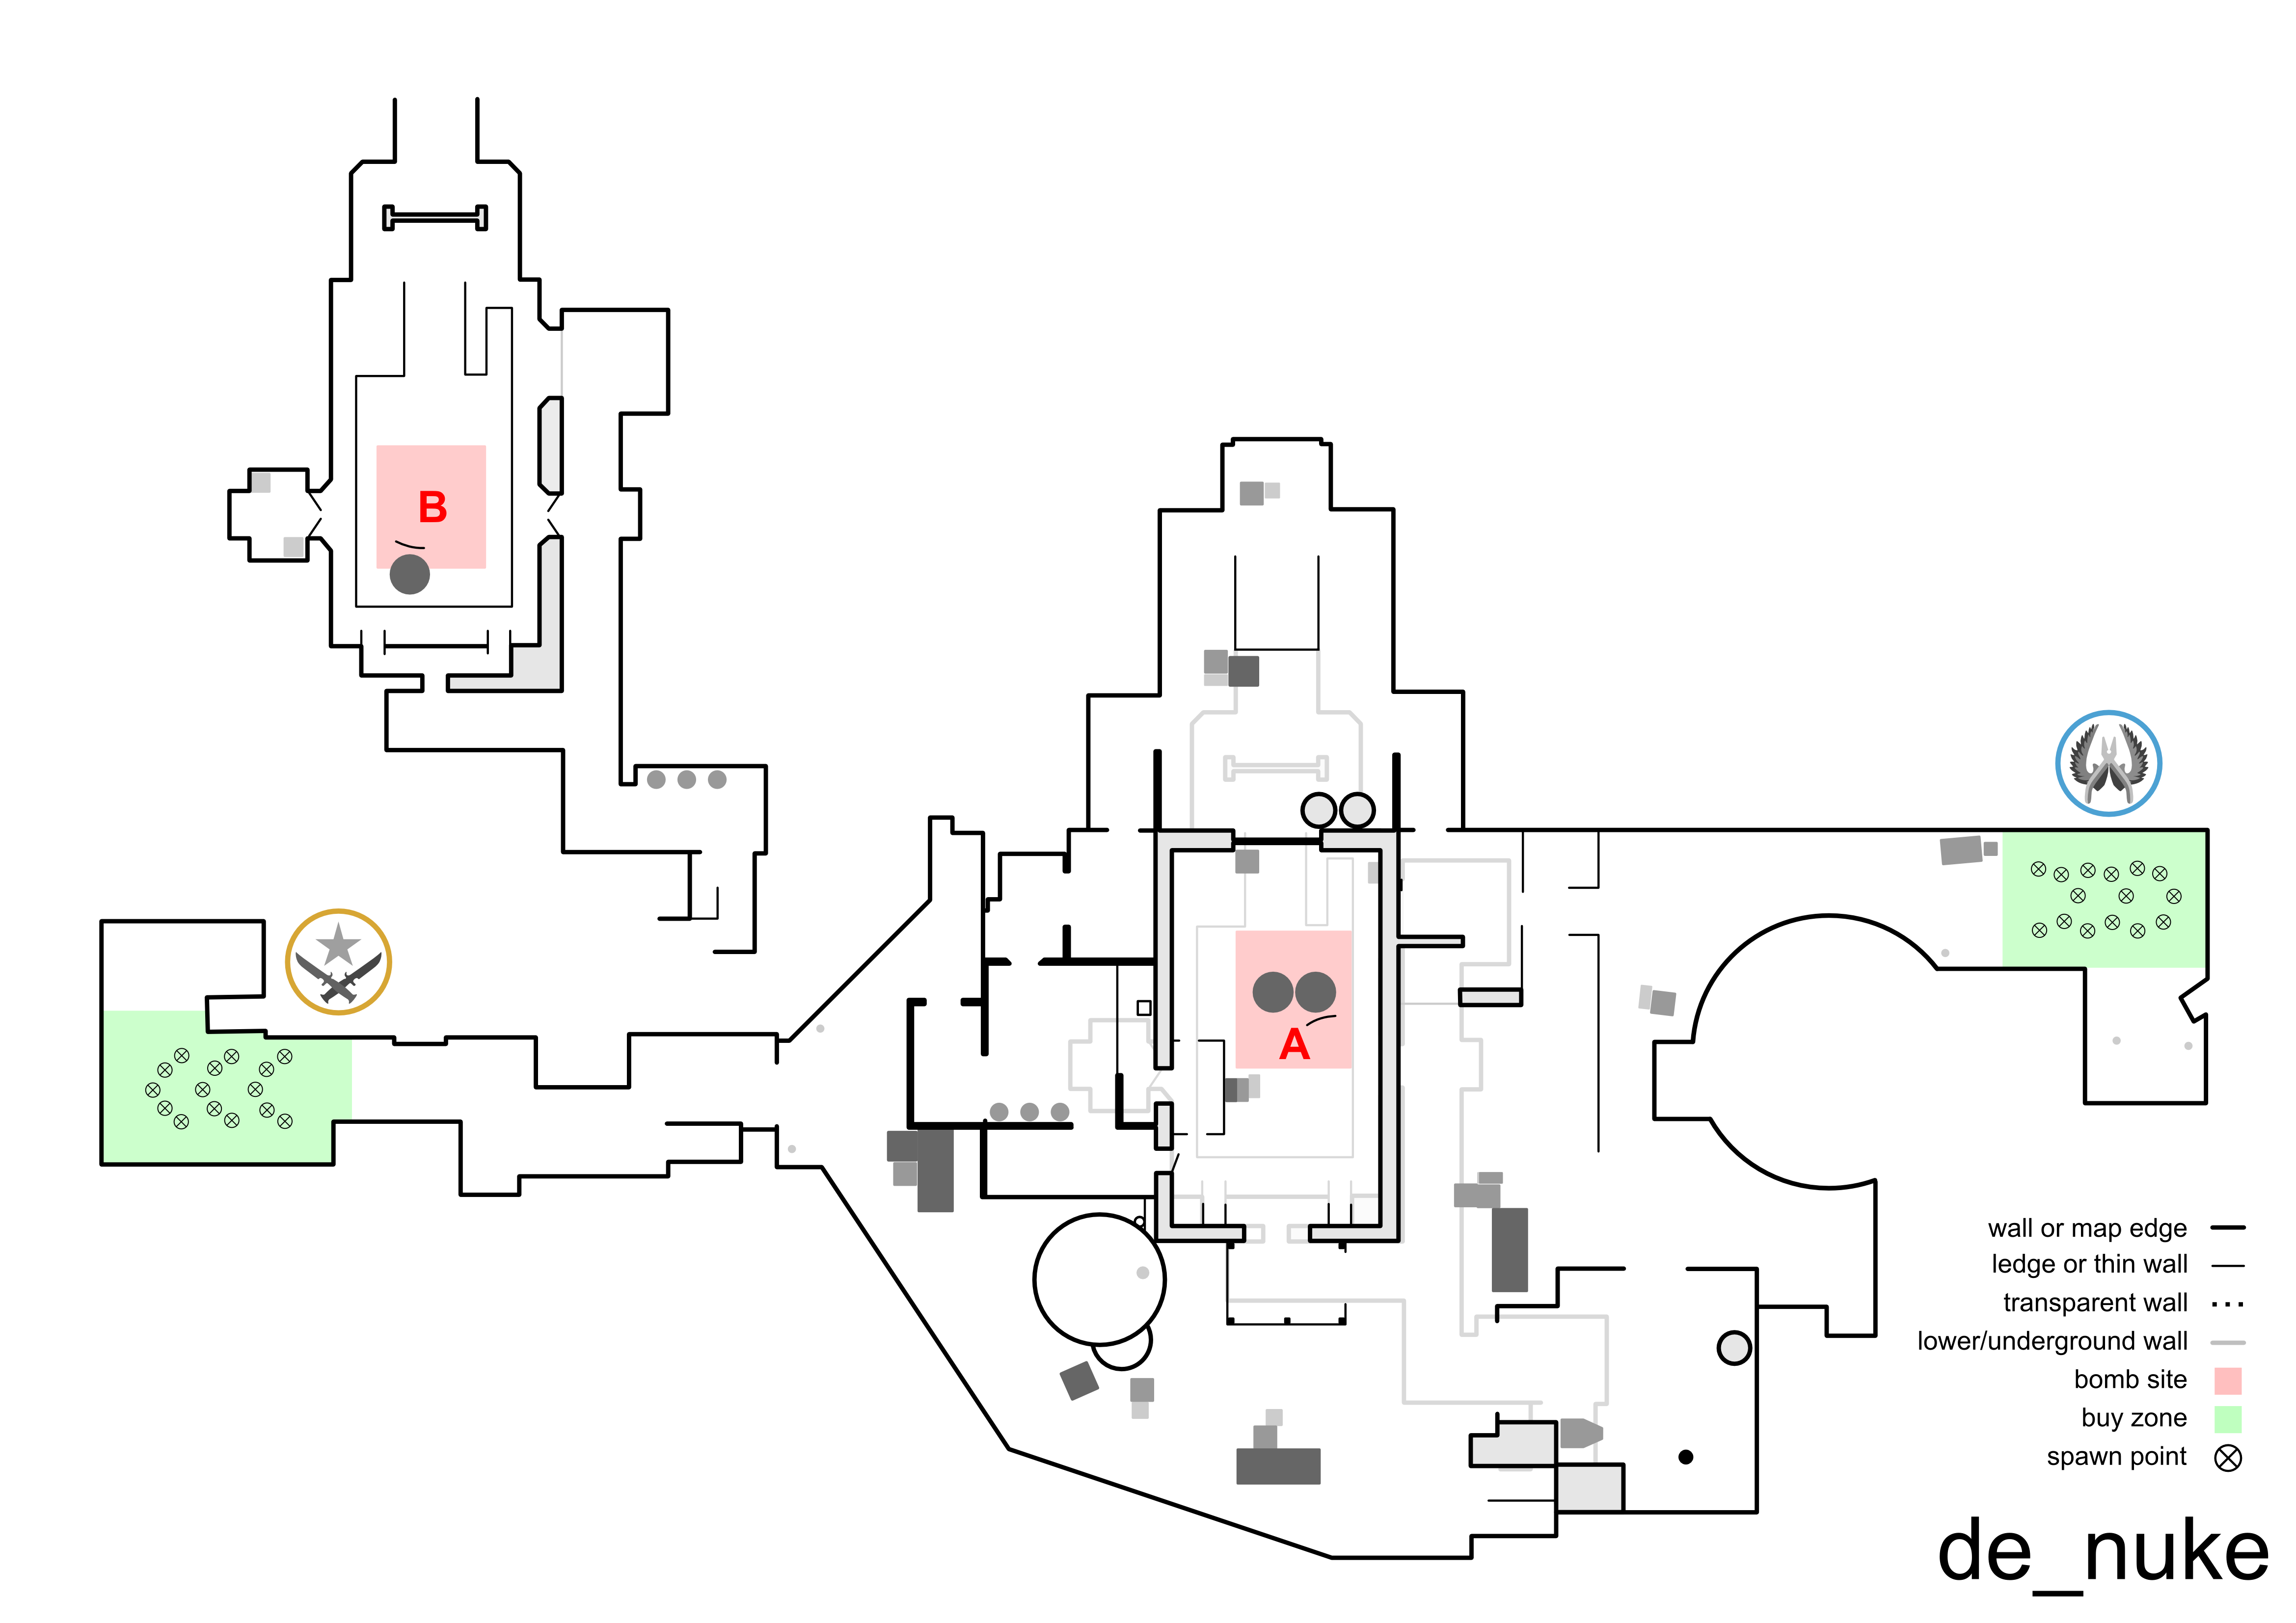 B
A
wall or map edge
ledge or thin wall
transparent wall
lower/underground wall
bomb site
buy zone
spawn point
de_nuke